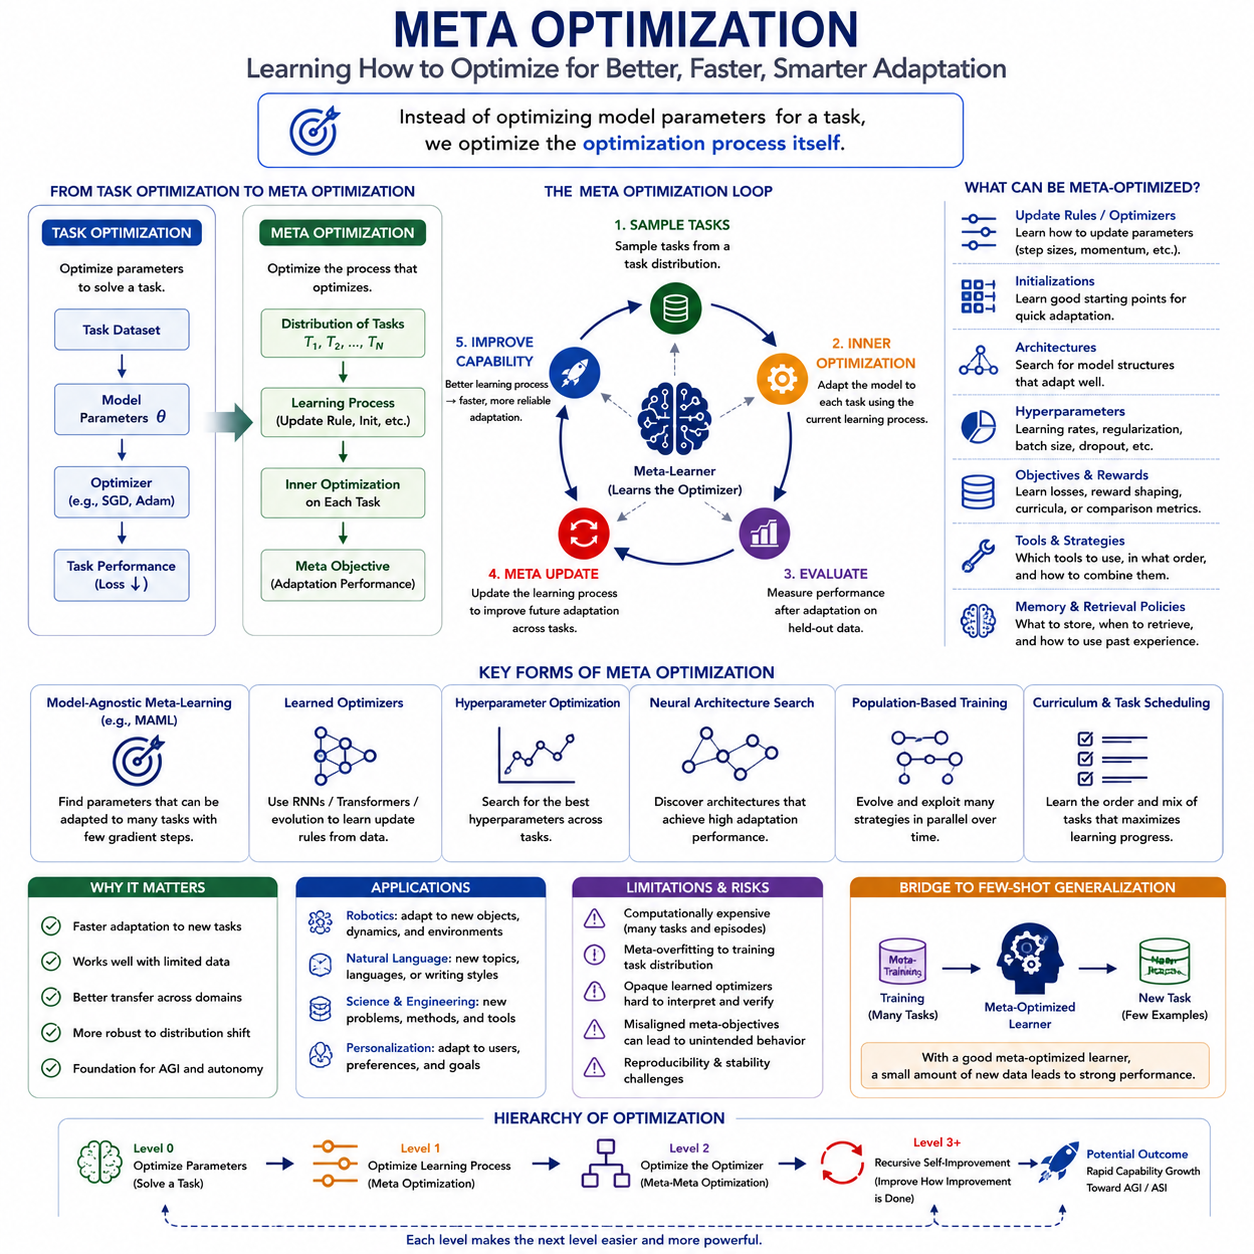 META OPTIMIZATION
Learning How to Optimize for Better, Faster, Smarter Adaptation
Instead of optimizing model parameters for a task,
we optimize the optimization process itself.
FROM TASK OPTIMIZATION TO META OPTIMIZATION
TASK OPTIMIZATION
Optimize parameters
to solve a task.
Task Dataset
Model
Parameters θ
Optimizer
(e.g., SGD, Adam)
Task Performance
(Loss ↓)
META OPTIMIZATION
Optimize the process that
optimizes.
Distribution of Tasks
T1, T2, ..., TN
Learning Process
(Update Rule, Init, etc.)
Inner Optimization
on Each Task
Meta Objective
(Adaptation Performance)
THE META OPTIMIZATION LOOP
1. SAMPLE TASKS
Sample tasks from a
task distribution.
2. INNER
OPTIMIZATION
Adapt the model to
each task using the
current learning process.
3. EVALUATE
Measure performance
after adaptation on
held-out data.
4. META UPDATE
Update the learning process
to improve future adaptation
across tasks.
5. IMPROVE
CAPABILITY
Better learning process
→ faster, more reliable
adaptation.
Meta-Learner
(Learns the Optimizer)
WHAT CAN BE META-OPTIMIZED?
Update Rules / Optimizers
Learn how to update parameters
(step sizes, momentum, etc.).
Initializations
Learn good starting points for
quick adaptation.
Architectures
Search for model structures
that adapt well.
Hyperparameters
Learning rates, regularization,
batch size, dropout, etc.
Objectives & Rewards
Learn losses, reward shaping,
curricula, or comparison metrics.
Tools & Strategies
Which tools to use, in what order,
and how to combine them.
Memory & Retrieval Policies
What to store, when to retrieve,
and how to use past experience.
KEY FORMS OF META OPTIMIZATION
Model-Agnostic Meta-Learning
(e.g., MAML)
Find parameters that can be
adapted to many tasks with
few gradient steps.
Learned Optimizers
Use RNNs / Transformers /
evolution to learn update
rules from data.
Hyperparameter Optimization
Search for the best
hyperparameters across
tasks.
Neural Architecture Search
Discover architectures that
achieve high adaptation
performance.
Population-Based Training
Evolve and exploit many
strategies in parallel over
time.
Curriculum & Task Scheduling
Learn the order and mix of
tasks that maximizes
learning progress.
WHY IT MATTERS
Faster adaptation to new tasks
Works well with limited data
Better transfer across domains
More robust to distribution shift
Foundation for AGI and autonomy
APPLICATIONS
Robotics: adapt to new objects,
dynamics, and environments
Natural Language: new topics,
languages, or writing styles
Science & Engineering: new
problems, methods, and tools
Personalization: adapt to users,
preferences, and goals
LIMITATIONS & RISKS
Computationally expensive
(many tasks and episodes)
Meta-overfitting to training
task distribution
Opaque learned optimizers
hard to interpret and verify
Misaligned meta-objectives
can lead to unintended behavior
Reproducibility & stability
challenges
BRIDGE TO FEW-SHOT GENERALIZATION
Meta-
Training
Training
(Many Tasks)
Meta-Optimized
Learner
New Task
(Few Examples)
With a good meta-optimized learner,
a small amount of new data leads to strong performance.
HIERARCHY OF OPTIMIZATION
Level 0
Optimize Parameters
(Solve a Task)
Level 1
Optimize Learning Process
(Meta Optimization)
Level 2
Optimize the Optimizer
(Meta-Meta Optimization)
Level 3+
Recursive Self-Improvement
(Improve How Improvement
is Done)
Potential Outcome
Rapid Capability Growth
Toward AGI / ASI
Each level makes the next level easier and more powerful.